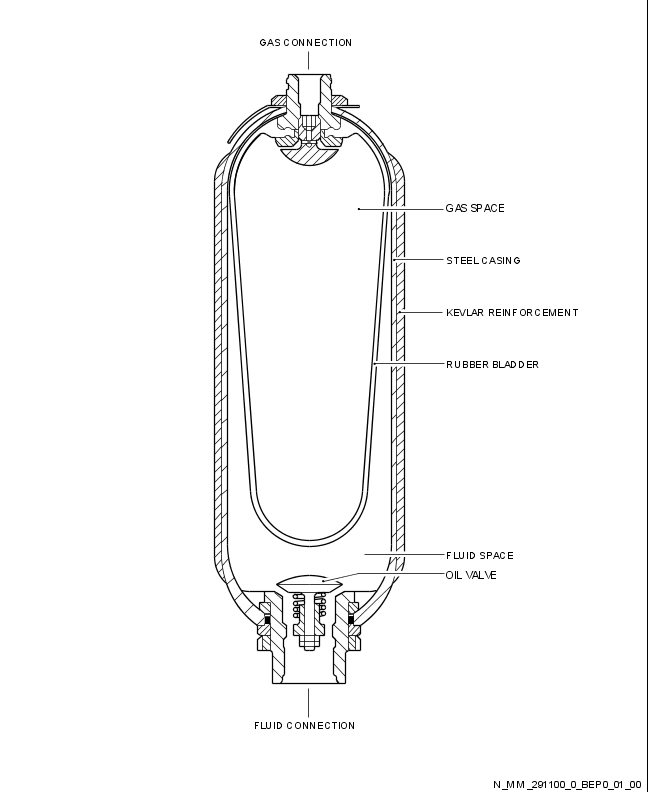 GAS CONNECTION
GAS SPACE
STEEL CASING
KEVLAR REINFORCEMENT
RUBBER BLADDER
FLUID SPACE
OIL VALVE
FLUID CONNECTION
N_MM_291100_0_BEP0_01_00